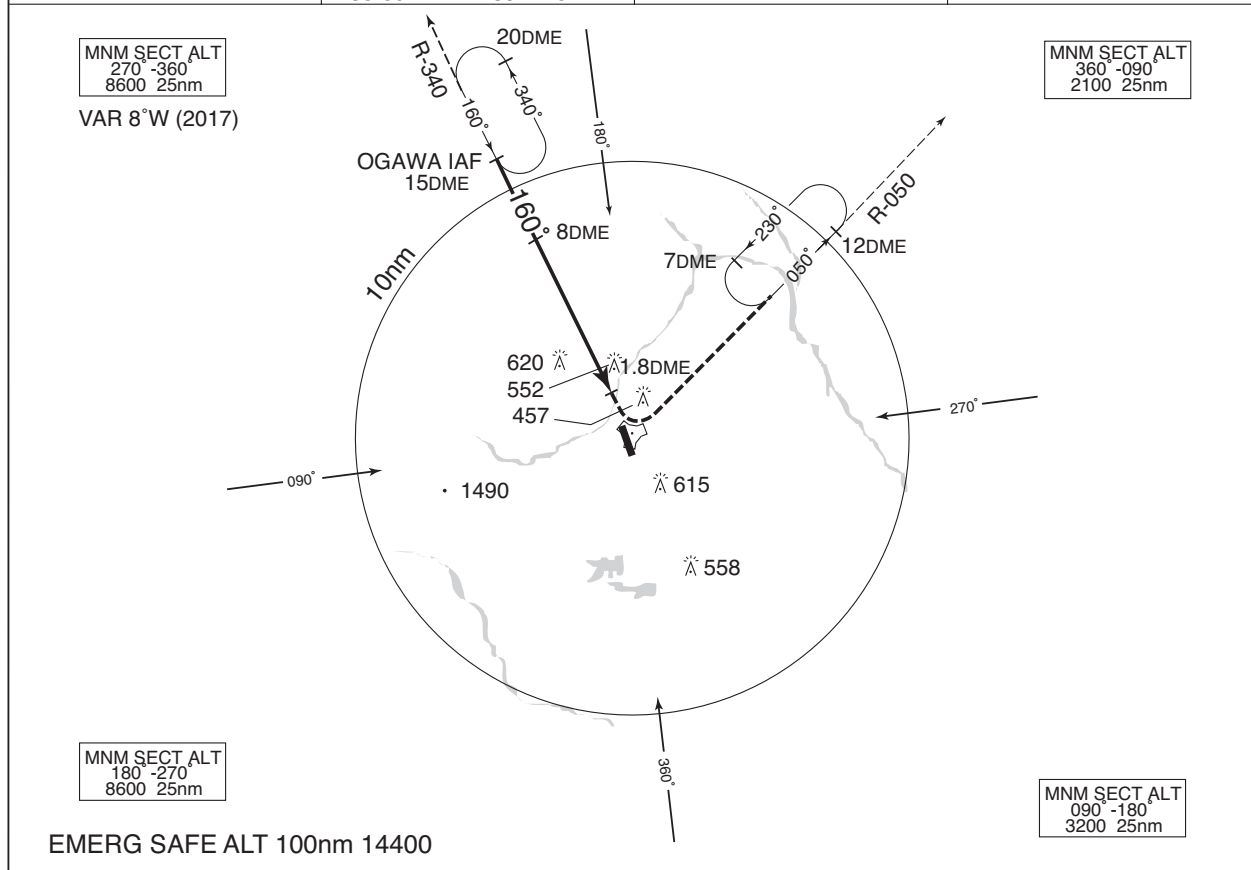 20DME
MNM SECT ALT
270°-360°
8600 25nm
VAR 8°W (2017)
R-340
340°
160°
180°
MNM SECT ALT
360°-090°
2100 25nm
OGAWA IAF
15DME
160°
8DME
R-050
230°
12DME
7DME
050°
10nm
620
1.8DME
552
457
270°
090°
1490
615
558
360°
MNM SECT ALT
180°-270°
8600 25nm
MNM SECT ALT
090°-180°
3200 25nm
EMERG SAFE ALT 100nm 14400